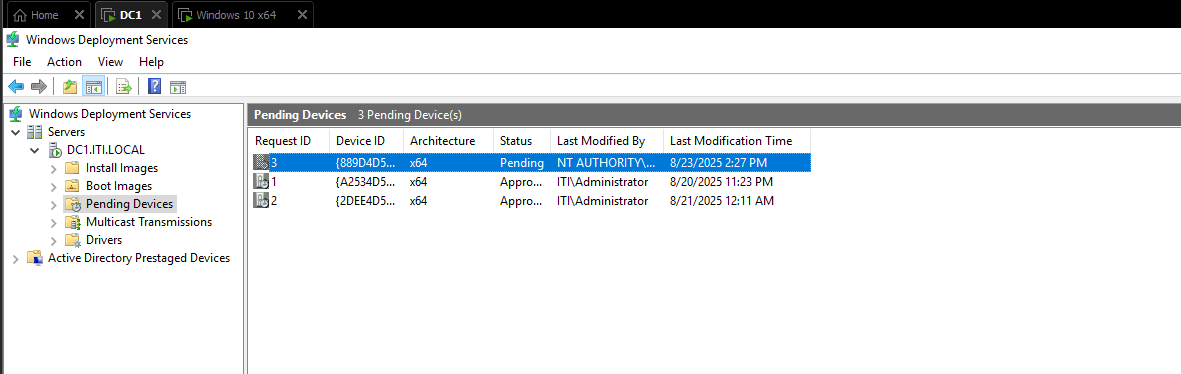 Home DC1 Windows 10 x64
Windows Deployment Services
File Action View Help
Windows Deployment Services
Servers
DC1.ITI.LOCAL
Install Images
Boot Images
Pending Devices
Multicast Transmissions
Drivers
Active Directory Prestaged Devices
Pending Devices 3 Pending Device(s)
Request ID Device ID Architecture Status Last Modified By Last Modification Time
3 {889D4D5... x64 Pending NT AUTHORITY\... 8/23/2025 2:27 PM
1 {A2534D5... x64 Appro... ITI\Administrator 8/20/2025 11:23 PM
2 {2DEE4D5... x64 Appro... ITI\Administrator 8/21/2025 12:11 AM